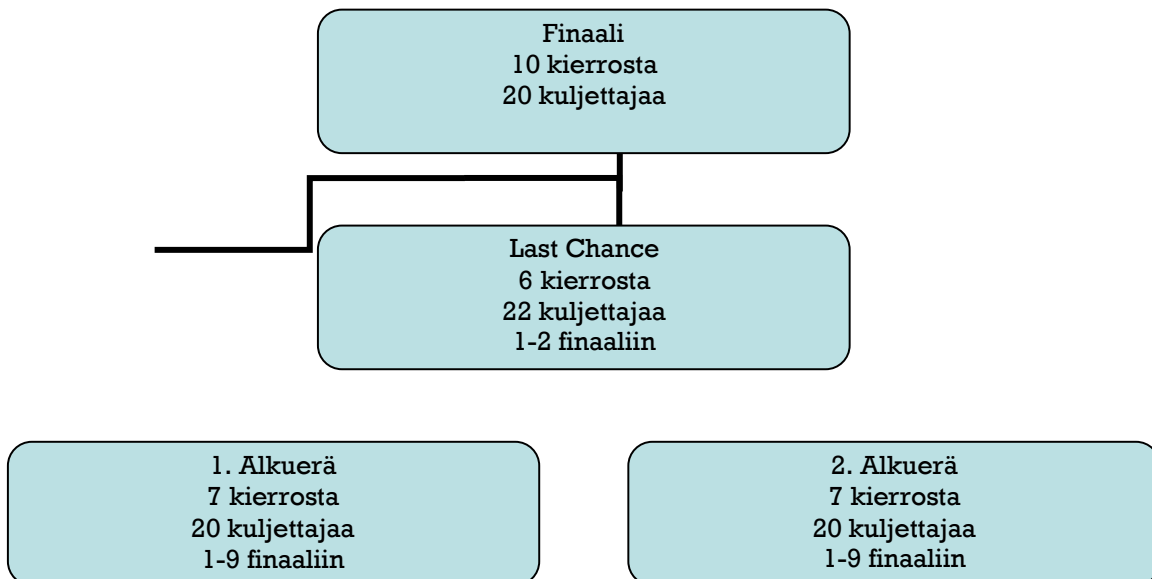 Finaali
10 kierrosta
20 kuljettajaa
Last Chance
6 kierrosta
22 kuljettajaa
1-2 finaaliin
1. Alkuerä
7 kierrosta
20 kuljettajaa
1-9 finaaliin
2. Alkuerä
7 kierrosta
20 kuljettajaa
1-9 finaaliin